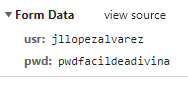 ▼ Form Data view source
usr: jllopezalvarez
pwd: pwdfacildeadivina